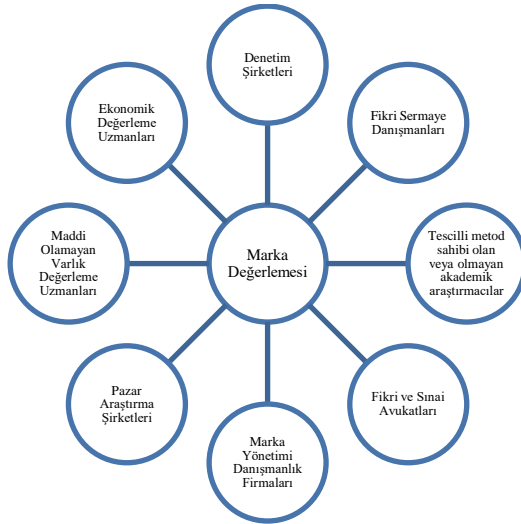 Denetim
Şirketleri
Fikri Sermaye
Danışmanları
Tescilli metod
sahibi olan
veya olmayan
akademik
araştırmacılar
Fikri ve Sınai
Avukatları
Marka
Yönetimi
Danışmanlık
Firmaları
Pazar
Araştırma
Şirketleri
Maddi
Olamayan
Varlık
Değerleme
Uzmanları
Ekonomik
Değerleme
Uzmanları
Marka
Değerlemesi